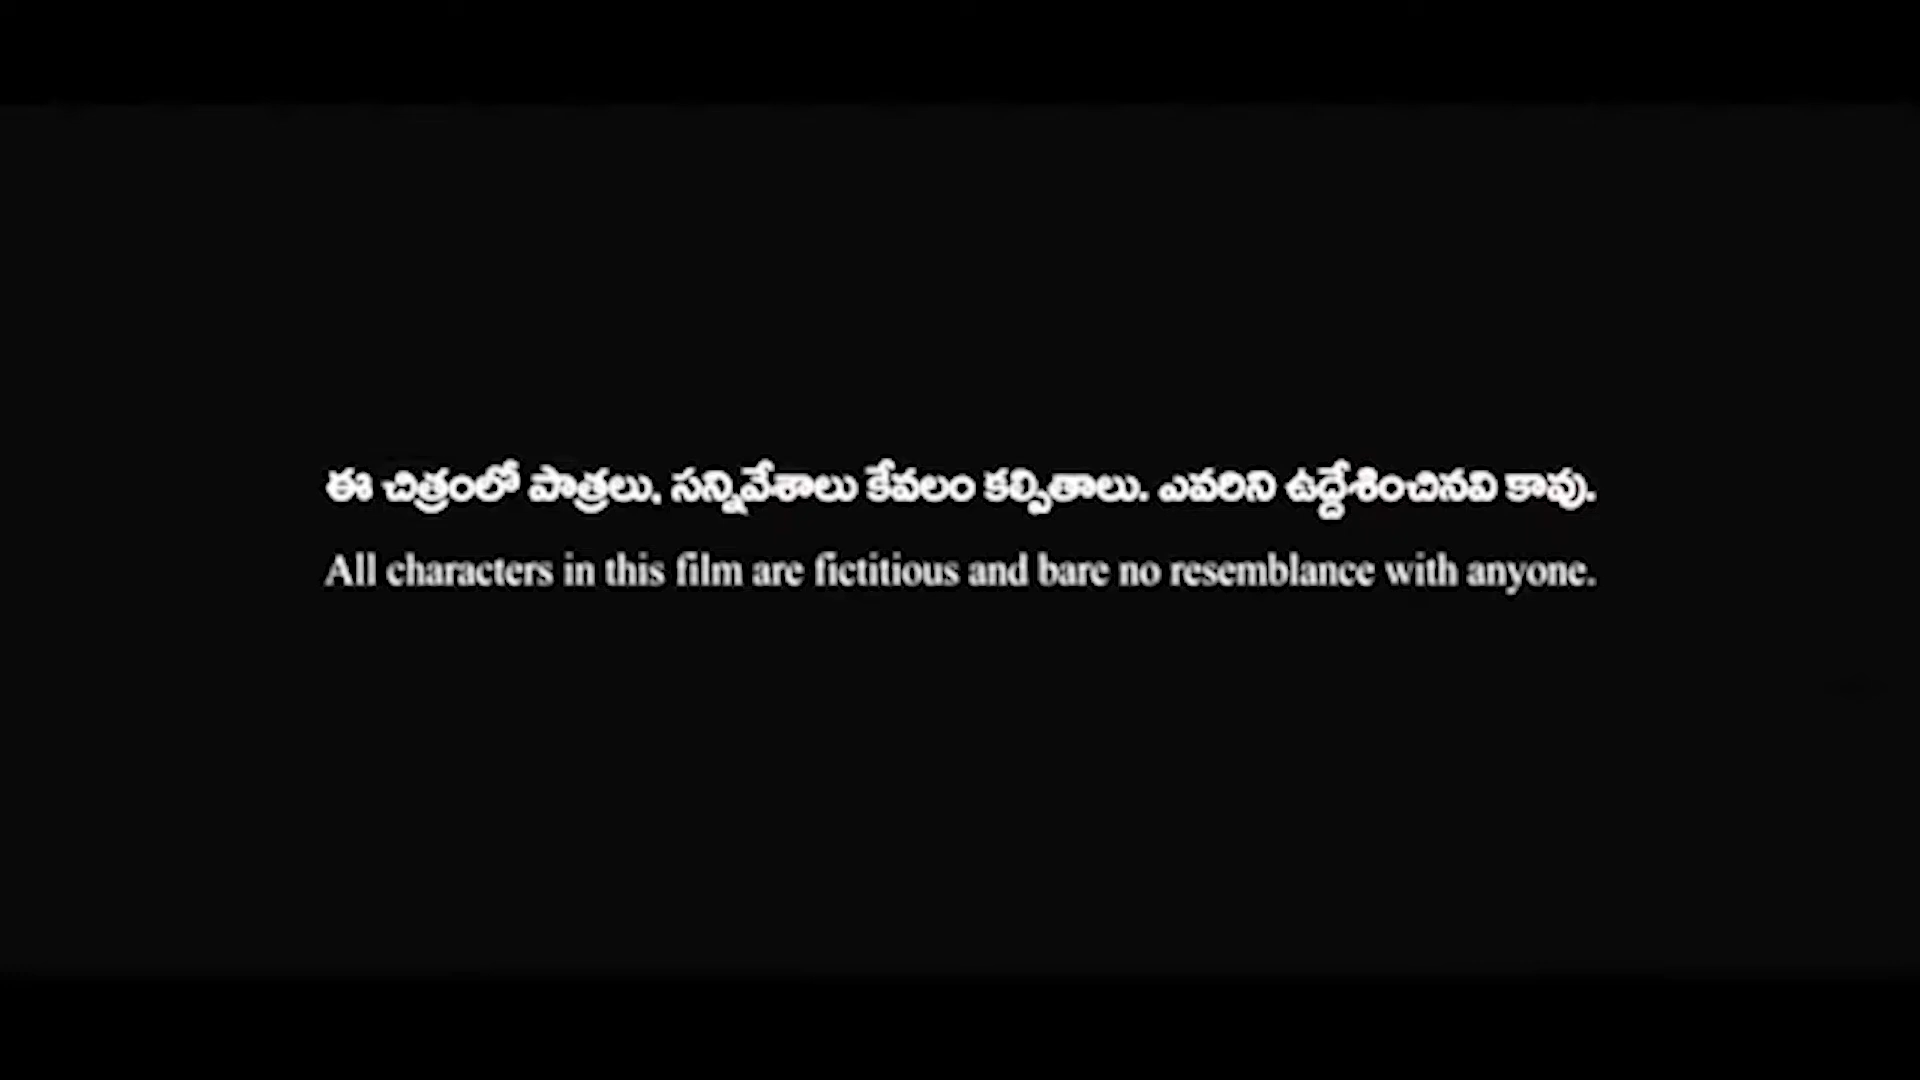 ఈ చిత్రంలో పాత్రలు, సన్నివేశాలు కేవలం కల్పితాలు. ఎవరిని ఉద్దేశించినవి కావు.
All characters in this film are fictitious and bare no resemblance with anyone.